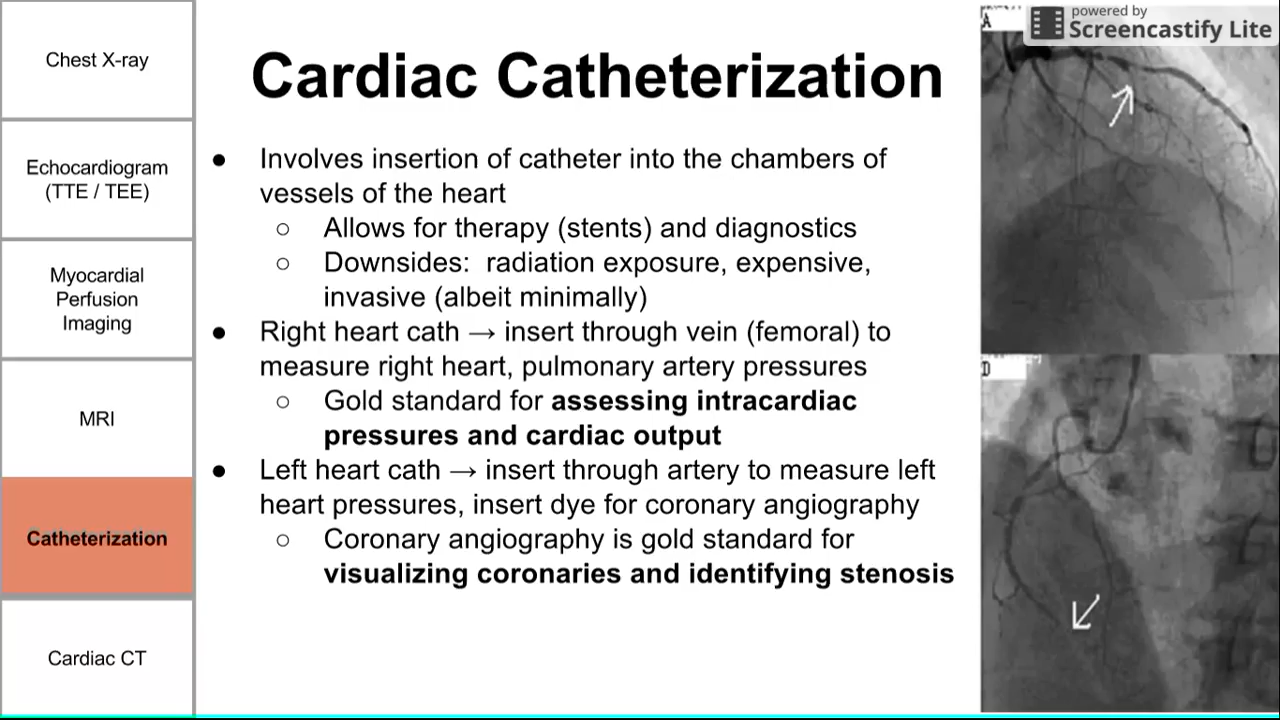 Chest X-ray
Echocardiogram
(TTE / TEE)
Myocardial
Perfusion
Imaging
MRI
Catheterization
Cardiac CT
Cardiac Catheterization
● Involves insertion of catheter into the chambers of
vessels of the heart
○ Allows for therapy (stents) and diagnostics
○ Downsides: radiation exposure, expensive,
invasive (albeit minimally)
● Right heart cath → insert through vein (femoral) to
measure right heart, pulmonary artery pressures
○ Gold standard for assessing intracardiac
pressures and cardiac output
● Left heart cath → insert through artery to measure left
heart pressures, insert dye for coronary angiography
○ Coronary angiography is gold standard for
visualizing coronaries and identifying stenosis
A
powered by
Screencastify Lite
D